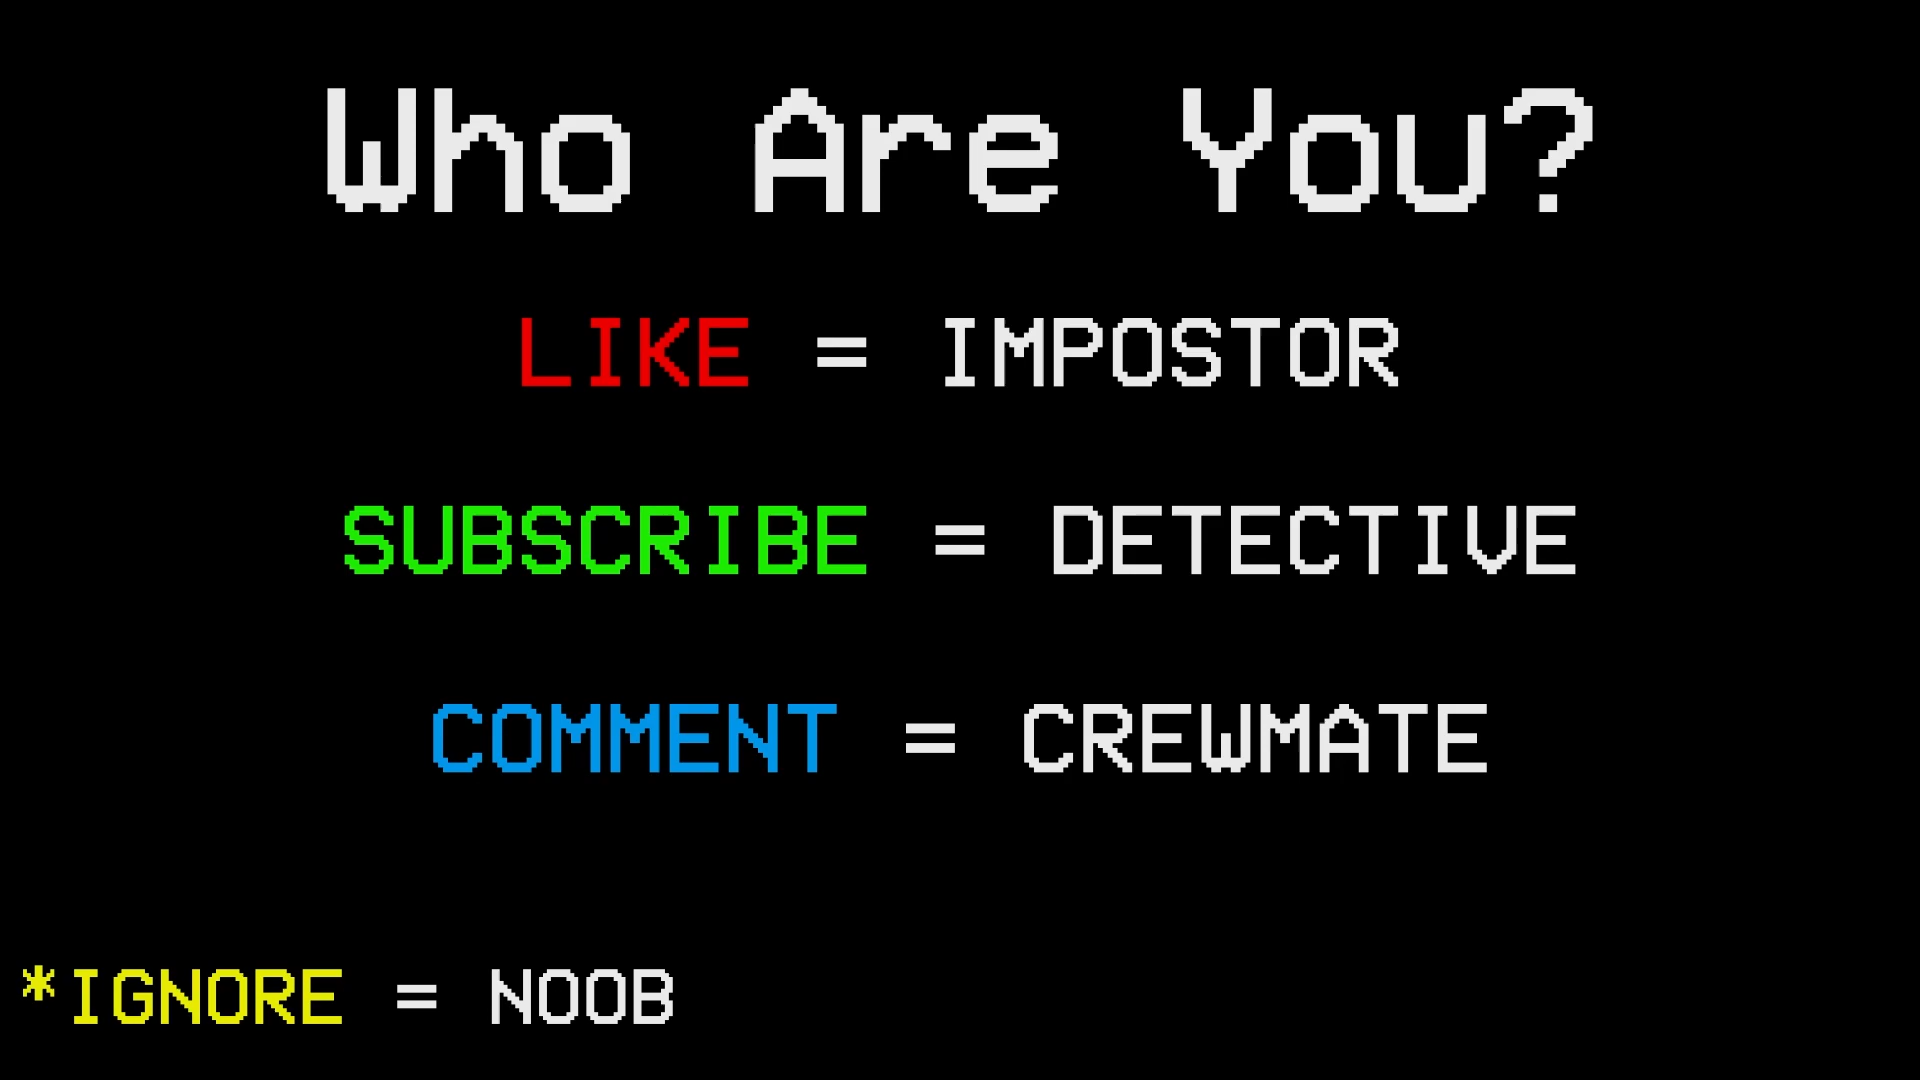 Who Are You?
LIKE = IMPOSTOR
SUBSCRIBE = DETECTIVE
COMMENT = CREWMATE
*IGNORE = NOOB